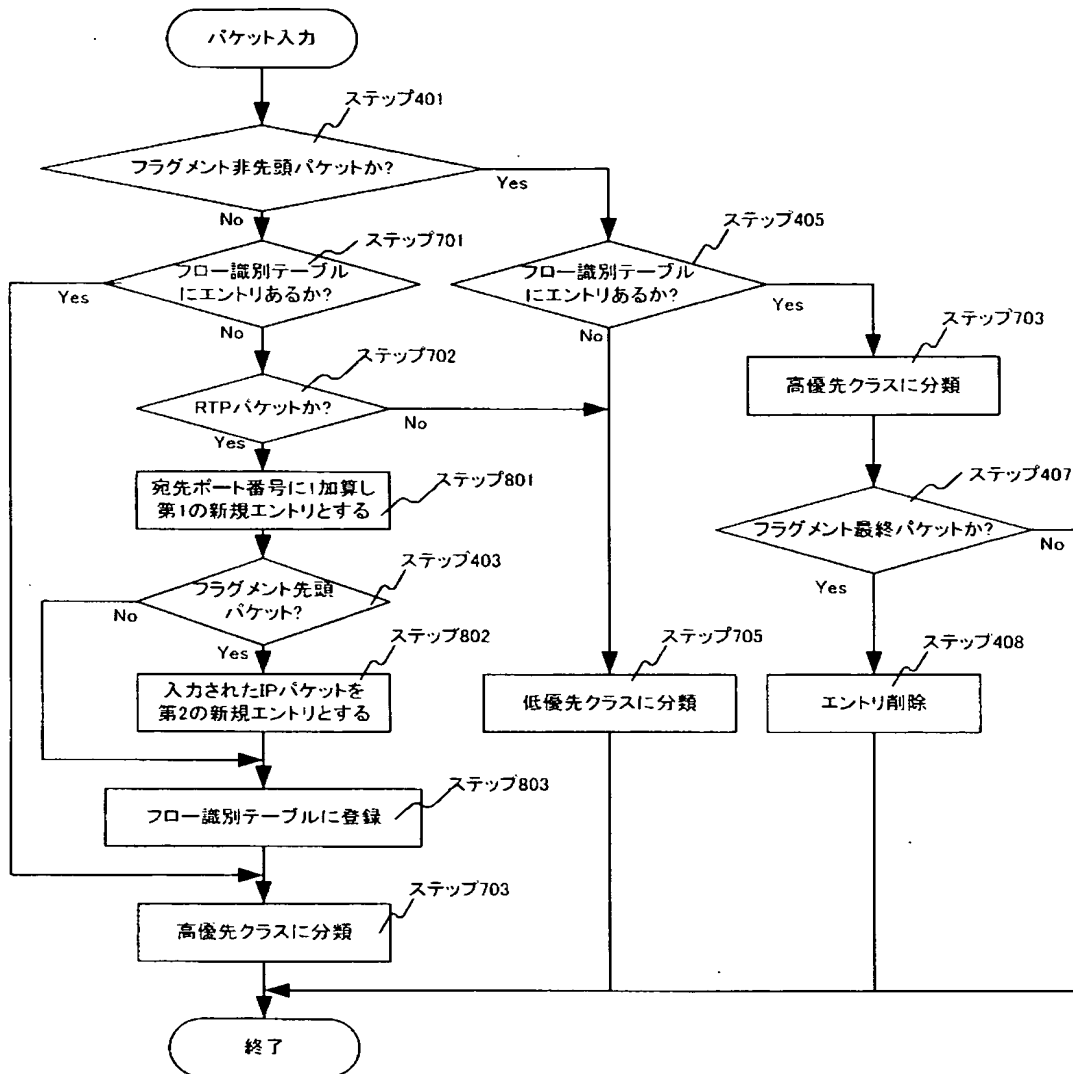 パケット入力
ステップ401
フラグメント非先頭パケットか?
Yes
No
ステップ701
フロー識別テーブル
にエントリあるか?
Yes
No
ステップ405
フロー識別テーブル
にエントリあるか?
Yes
No
ステップ703
高優先クラスに分類
ステップ702
RTPパケットか?
No
Yes
ステップ801
宛先ポート番号に1加算し
第1の新規エントリとする
ステップ407
フラグメント最終パケットか?
No
Yes
ステップ403
フラグメント先頭
パケット?
No
Yes
ステップ802
入力されたIPパケットを
第2の新規エントリとする
ステップ705
低優先クラスに分類
ステップ408
エントリ削除
ステップ803
フロー識別テーブルに登録
ステップ703
高優先クラスに分類
終了